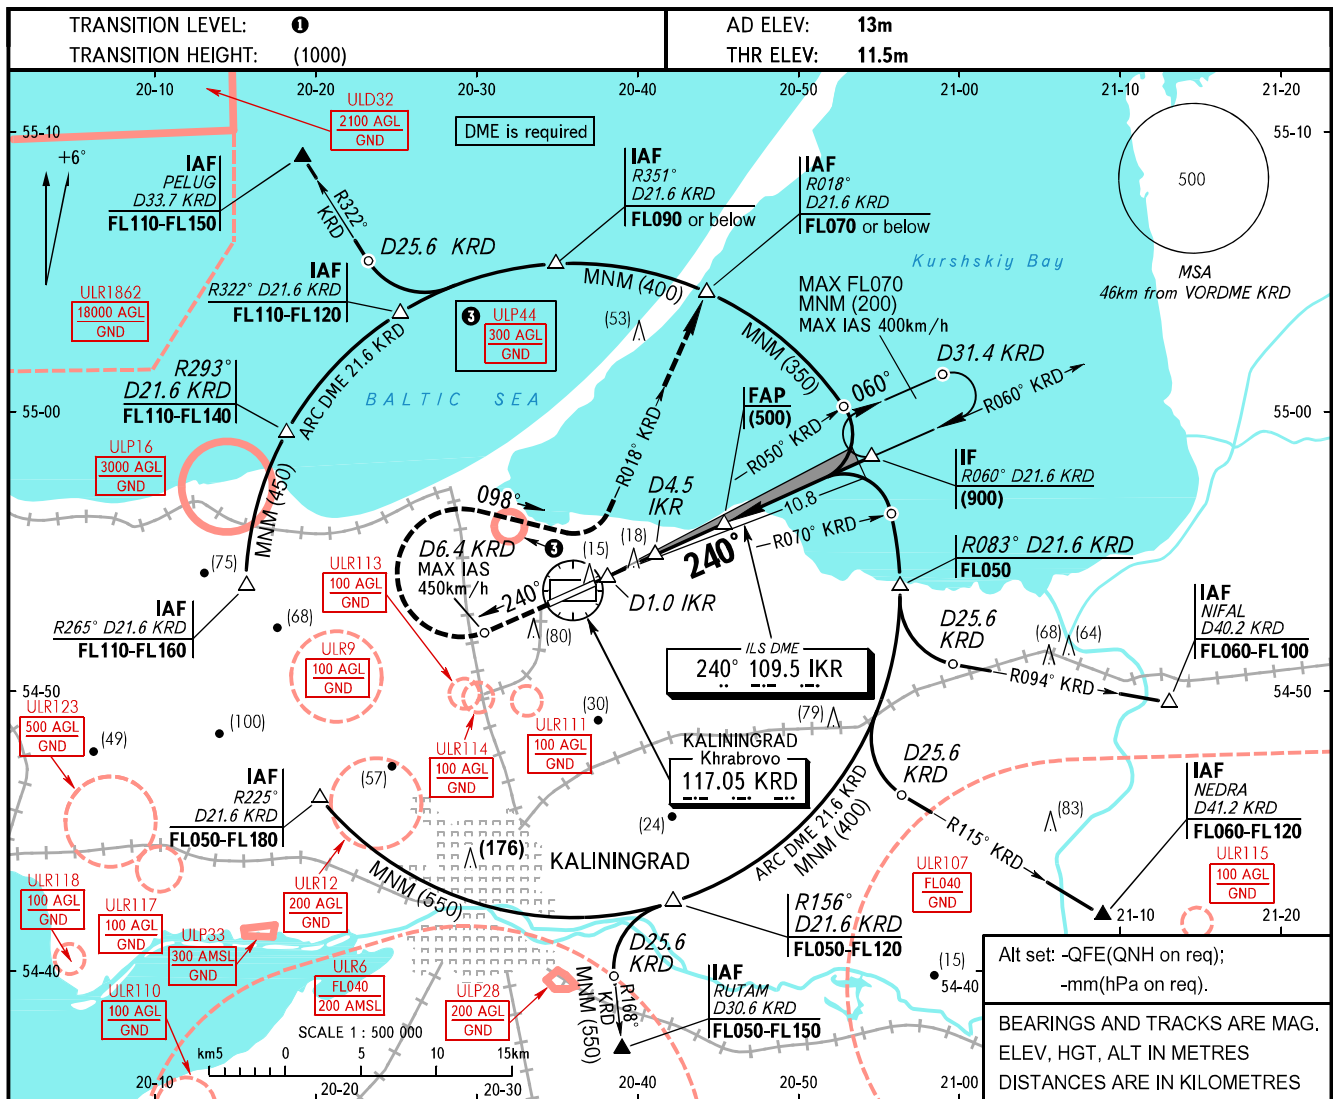 TRANSITION LEVEL: ❶
TRANSITION HEIGHT: (1000)
AD ELEV: 13m
THR ELEV: 11.5m
20-10 20-20 20-30 20-40 20-50 21-00 21-10 21-20
55-10
55-10
+6°
ULD32
2100 AGL
GND
DME is required
IAF
PELUG
D33.7 KRD
FL110-FL150
R322°
KRD
D25.6 KRD
IAF
R351°
D21.6 KRD
FL090 or below
IAF
R018°
D21.6 KRD
FL070 or below
500
MSA
46km from VORDME KRD
Kurshskiy Bay
IAF
R322° D21.6 KRD
FL110-FL120
ULR1862
18000 AGL
GND
❸ ULP44
300 AGL
GND
MNM (400)
(53)
MAX FL070
MNM (200)
MAX IAS 400km/h
MNM (350)
D31.4 KRD
060°
R060° KRD
R293°
D21.6 KRD
FL110-FL140
ARC DME 21.6 KRD
BALTIC SEA
55-00
55-00
FAP
(500)
R050° KRD
R018° KRD
IF
R060° D21.6 KRD
(900)
ULP16
3000 AGL
GND
MNM (450)
098°
D4.5
IKR
10.8
R070° KRD
240°
R083° D21.6 KRD
FL050
D6.4 KRD
MAX IAS
450km/h
❸
(15)
(18)
240°
D1.0 IKR
(75)
ULR113
100 AGL
GND
IAF
R265° D21.6 KRD
FL110-FL160
(68)
(80)
ULR9
100 AGL
GND
ILS DME
240° 109.5 IKR
D25.6
KRD
(68)
(64)
IAF
NIFAL
D40.2 KRD
FL060-FL100
R094° KRD
54-50
54-50
ULR123
500 AGL
GND
(49)
(100)
(30)
ULR114
100 AGL
GND
ULR111
100 AGL
GND
(79)
KALININGRAD
Khrabrovo
117.05 KRD
D25.6
KRD
IAF
NEDRA
D41.2 KRD
FL060-FL120
IAF
R225°
D21.6 KRD
FL050-FL180
(57)
(24)
(83)
R115° KRD
ARC DME 21.6 KRD
MNM (400)
(176)
KALININGRAD
MNM (550)
ULR107
FL040
GND
ULR115
100 AGL
GND
ULR118
100 AGL
GND
ULR117
100 AGL
GND
ULR12
200 AGL
GND
ULP33
300 AMSL
GND
R156°
D21.6 KRD
FL050-FL120
21-10
21-20
D25.6
KRD
54-40
ULR110
100 AGL
GND
ULR6
FL040
200 AMSL
ULP28
200 AGL
GND
R168°
KRD
MNM (550)
IAF
RUTAM
D30.6 KRD
FL050-FL150
(15)
54-40
Alt set: -QFE(QNH on req);
-mm(hPa on req).
SCALE 1 : 500 000
km5 0 5 10 15km
BEARINGS AND TRACKS ARE MAG.
ELEV, HGT, ALT IN METRES
DISTANCES ARE IN KILOMETRES
20-10 20-20 20-30 20-40 20-50 21-00